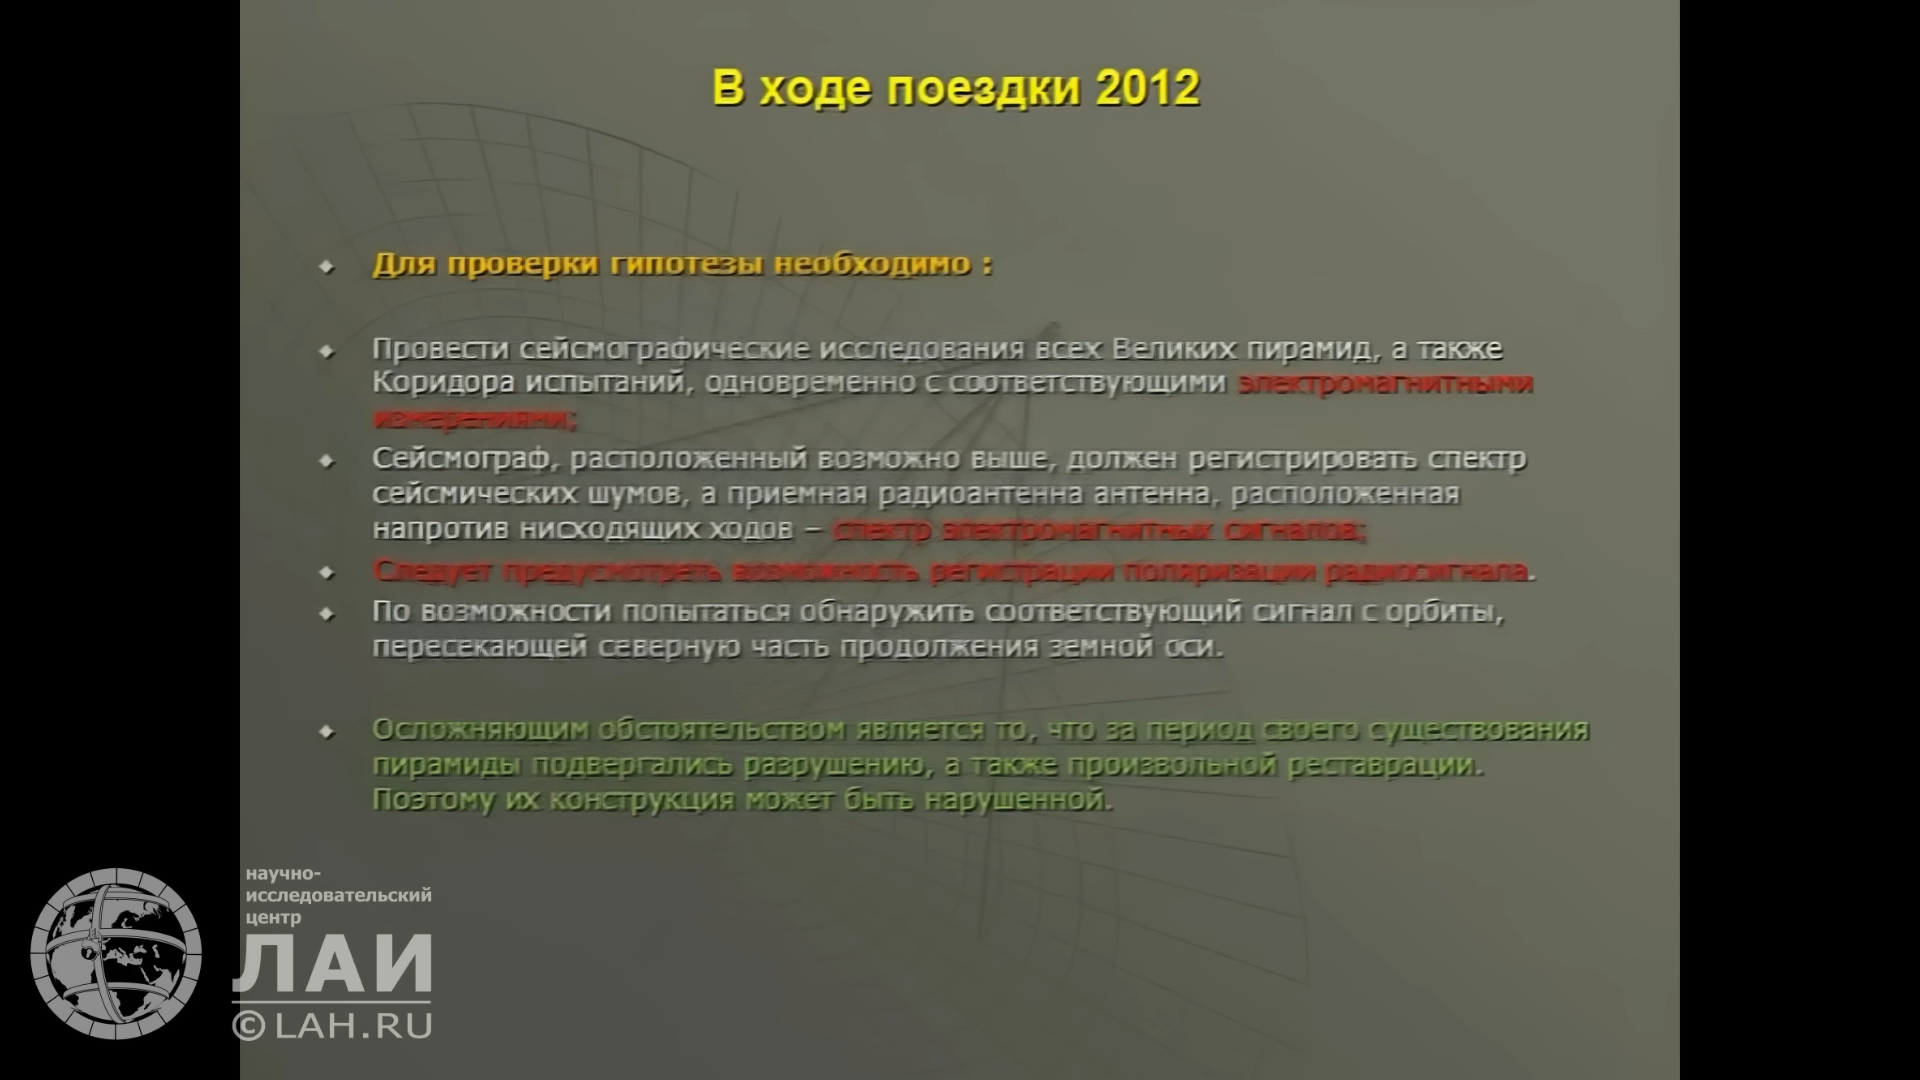 В ходе поездки 2012
Для проверки гипотезы необходимо :
Провести сейсмографические исследования всех Великих пирамид, а также
Коридора испытаний, одновременно с соответствующими электромагнитными
измерениями;
Сейсмограф, расположенный возможно выше, должен регистрировать спектр
сейсмических шумов, а приемная радиоантенна антенна, расположенная
напротив нисходящих ходов – спектр электромагнитных сигналов;
Следует предусмотреть возможность регистрации поляризации радиосигнала.
По возможности попытаться обнаружить соответствующий сигнал с орбиты,
пересекающей северную часть продолжения земной оси.
Осложняющим обстоятельством является то, что за период своего существования
пирамиды подвергались разрушению, а также произвольной реставрации.
Поэтому их конструкция может быть нарушенной.
научно-
исследовательский
центр
ЛАИ
©LAH.RU